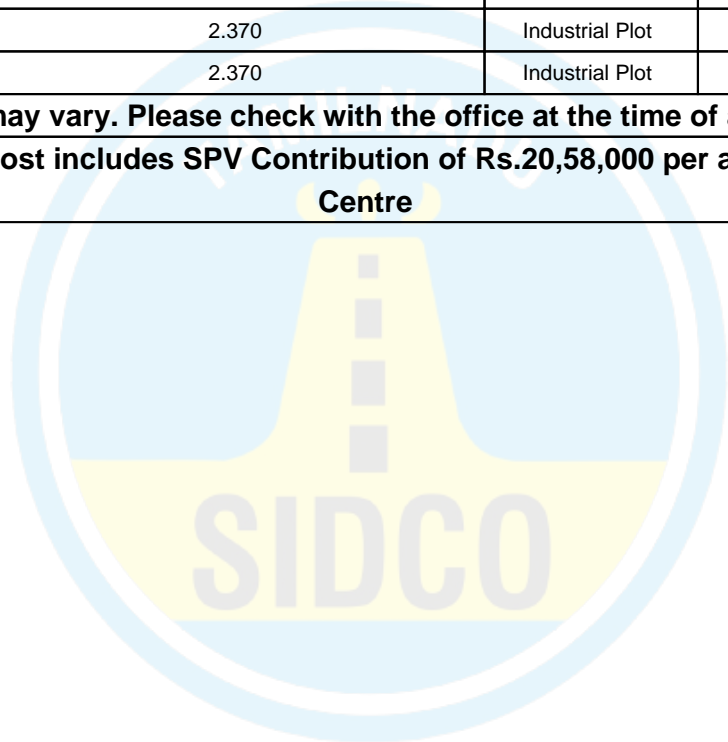 2.370 Industrial Plot
2.370 Industrial Plot
may vary. Please check with the office at the time of
ost includes SPV Contribution of Rs.20,58,000 per a
Centre
TAMILNADU
SIDCO